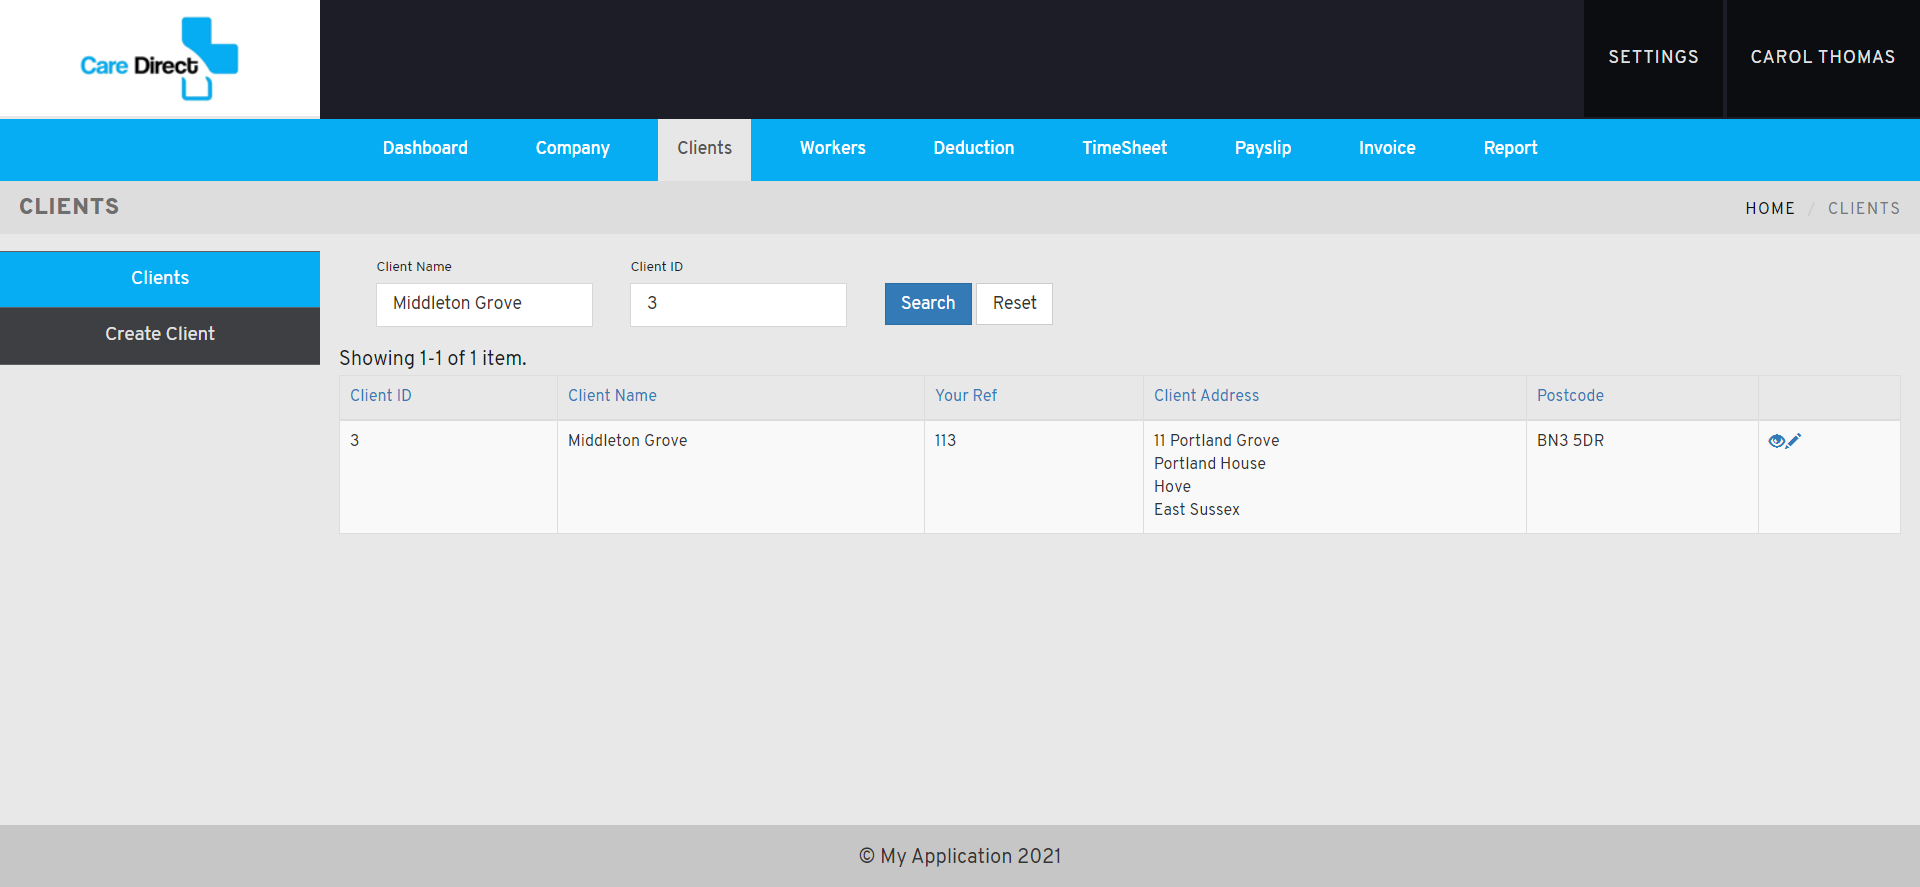 Care Direct
SETTINGS
CAROL THOMAS
Dashboard
Company
Clients
Workers
Deduction
TimeSheet
Payslip
Invoice
Report
CLIENTS
HOME / CLIENTS
Clients
Create Client
Client Name
Client ID
Middleton Grove
3
Search
Reset
Showing 1-1 of 1 item.
Client ID
Client Name
Your Ref
Client Address
Postcode
3
Middleton Grove
113
11 Portland Grove
Portland House
Hove
East Sussex
BN3 5DR
© My Application 2021